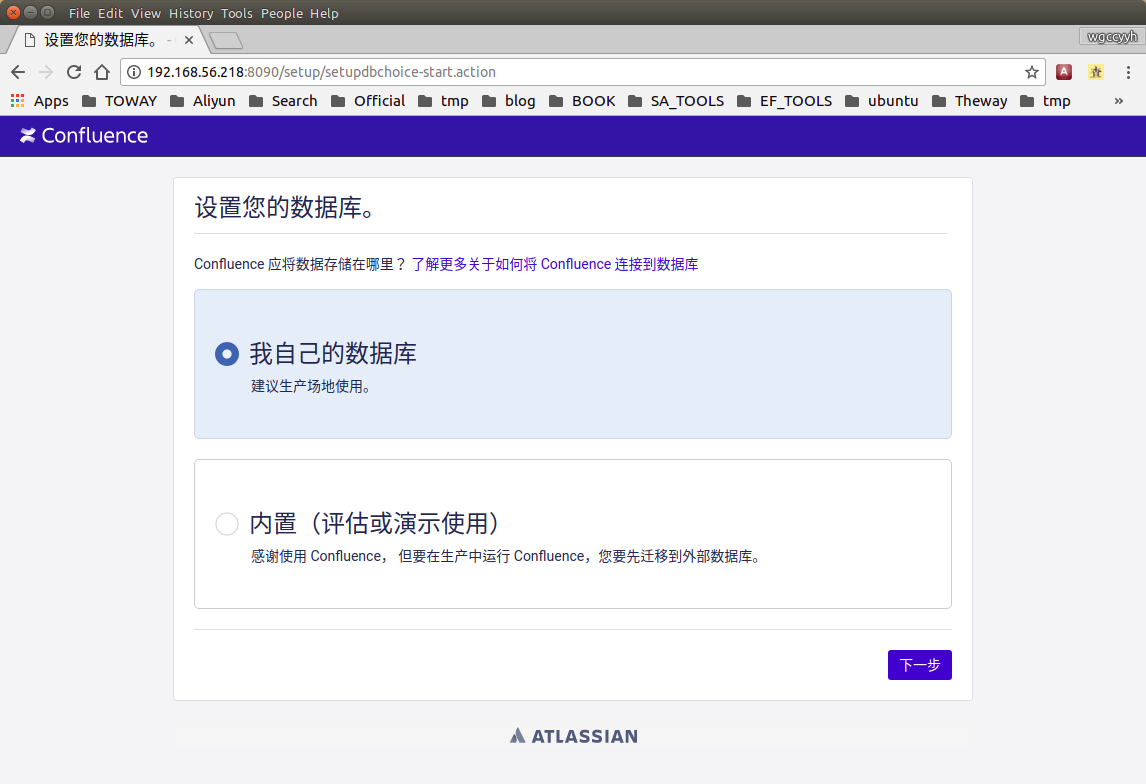 File Edit View History Tools People Help
设置您的数据库。 -
wgccyyh
192.168.56.218:8090/setup/setupdbchoice-start.action
A
Apps TOWAY Aliyun Search Official tmp blog BOOK SA_TOOLS EF_TOOLS ubuntu Theway tmp »
Confluence
设置您的数据库。
Confluence 应将数据存储在哪里？ 了解更多关于如何将 Confluence 连接到数据库
我自己的数据库
建议生产场地使用。
内置（评估或演示使用）
感谢使用 Confluence， 但要在生产中运行 Confluence，您要先迁移到外部数据库。
下一步
ATLASSIAN